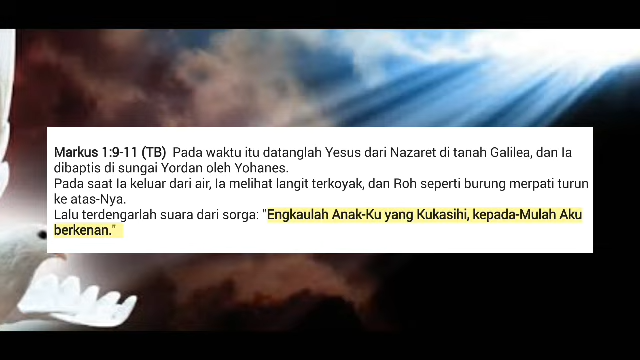 Markus 1:9-11 (TB) Pada waktu itu datanglah Yesus dari Nazaret di tanah Galilea, dan Ia
dibaptis di sungai Yordan oleh Yohanes.
Pada saat Ia keluar dari air, Ia melihat langit terkoyak, dan Roh seperti burung merpati turun
ke atas-Nya.
Lalu terdengarlah suara dari sorga: "Engkaulah Anak-Ku yang Kukasihi, kepada-Mulah Aku
berkenan."